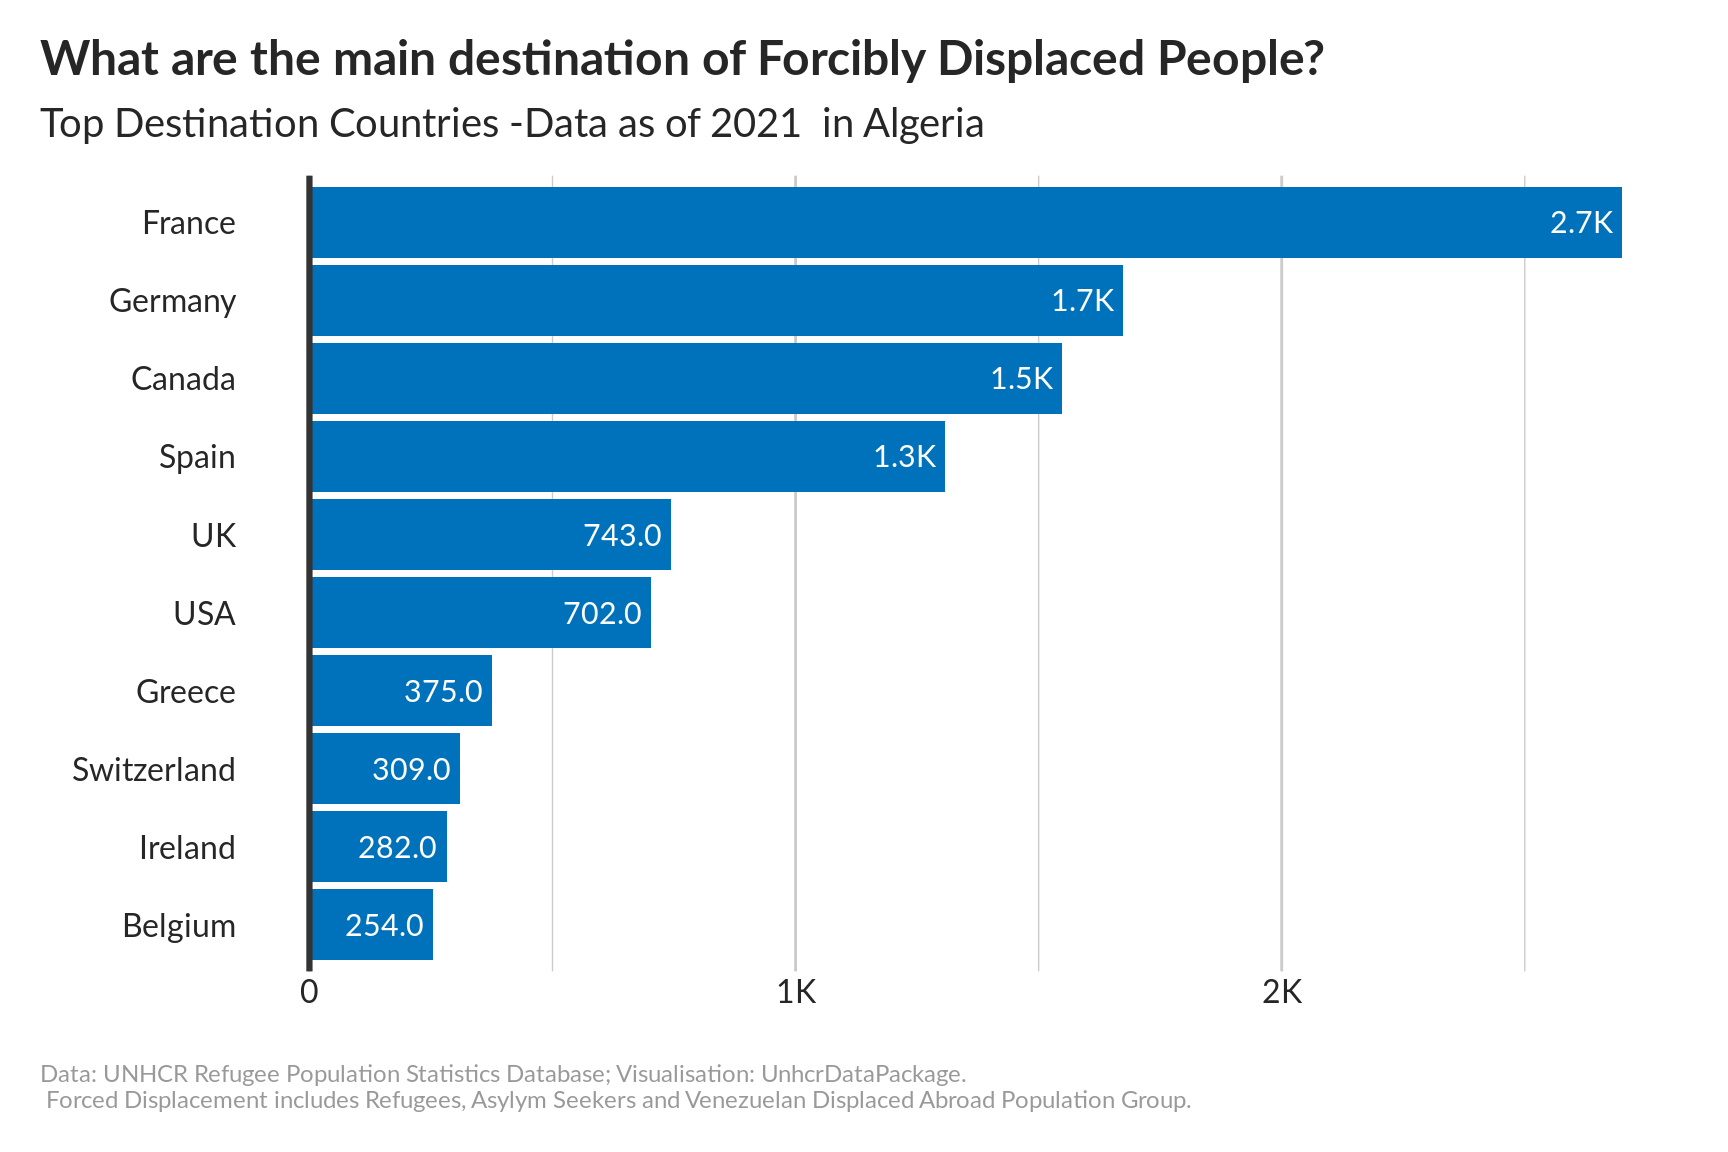 What are the main destination of Forcibly Displaced People?
Top Destination Countries -Data as of 2021  in Algeria
France 2.7K
Germany 1.7K
Canada 1.5K
Spain 1.3K
UK 743.0
USA 702.0
Greece 375.0
Switzerland 309.0
Ireland 282.0
Belgium 254.0
0 1K 2K
Data: UNHCR Refugee Population Statistics Database; Visualisation: UnhcrDataPackage.
Forced Displacement includes Refugees, Asylym Seekers and Venezuelan Displaced Abroad Population Group.